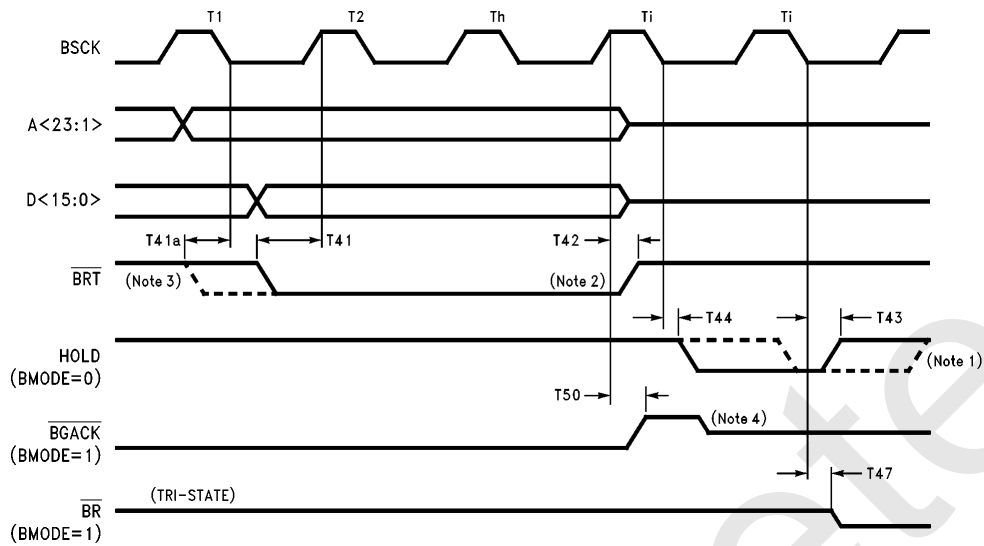 T1 T2 Th Ti Ti
BSCK
A<23:1>
D<15:0>
T41a T41 T42
BRT (Note 3) (Note 2)
T44 T43
HOLD
(BMODE=0) (Note 1)
T50
BGACK (Note 4)
(BMODE=1)
T47
(TRI-STATE)
BR
(BMODE=1)